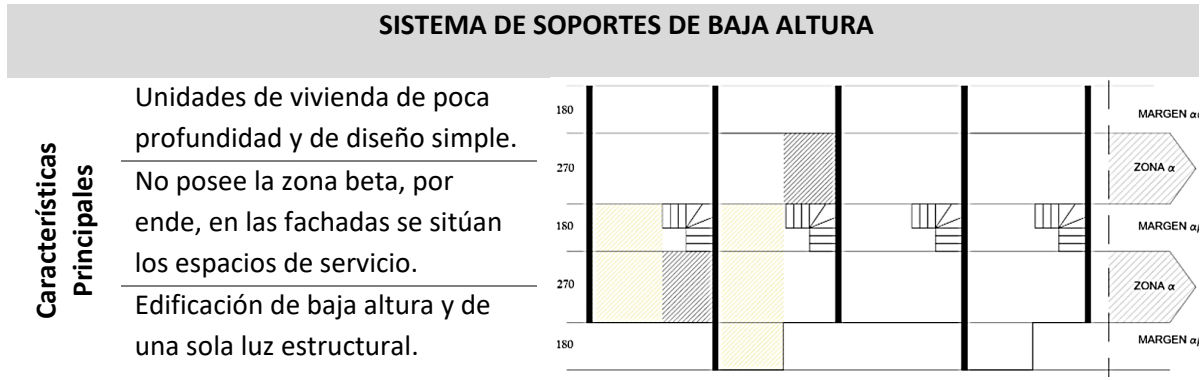 SISTEMA DE SOPORTES DE BAJA ALTURA
Características
Principales
Unidades de vivienda de poca
profundidad y de diseño simple.
No posee la zona beta, por
ende, en las fachadas se sitúan
los espacios de servicio.
Edificación de baja altura y de
una sola luz estructural.
180
MARGEN
270
ZONA α
180
MARGEN
270
ZONA α
180
MARGEN